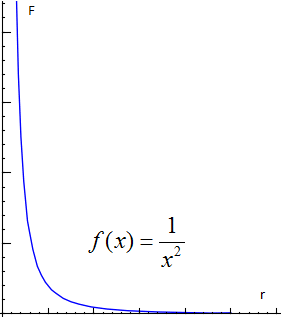 F
f(x) = 1/x²
r